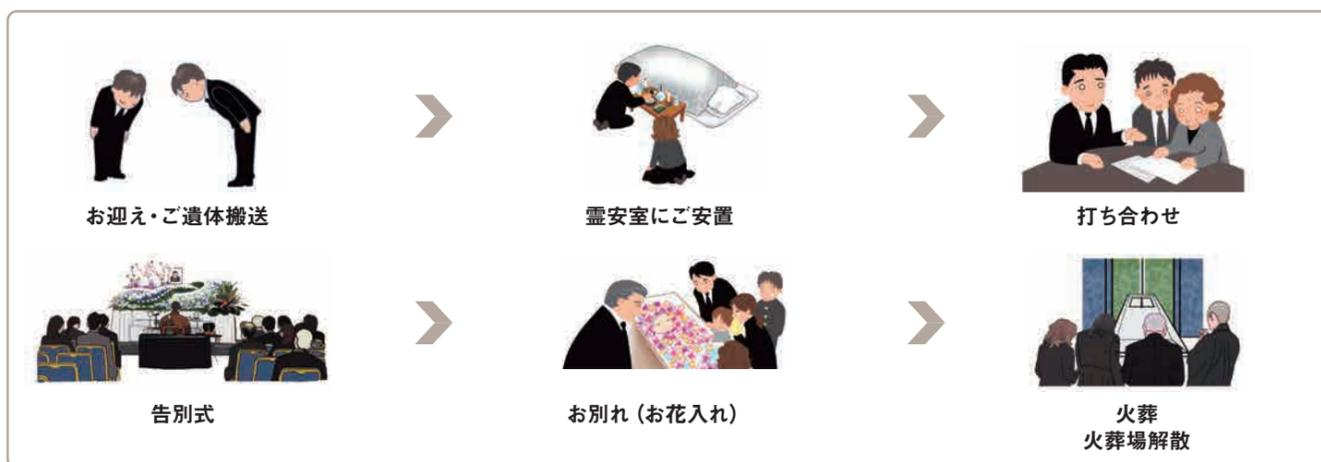 お迎え・ご遺体搬送
霊安室にご安置
打ち合わせ
告別式
お別れ（お花入れ）
火葬
火葬場解散